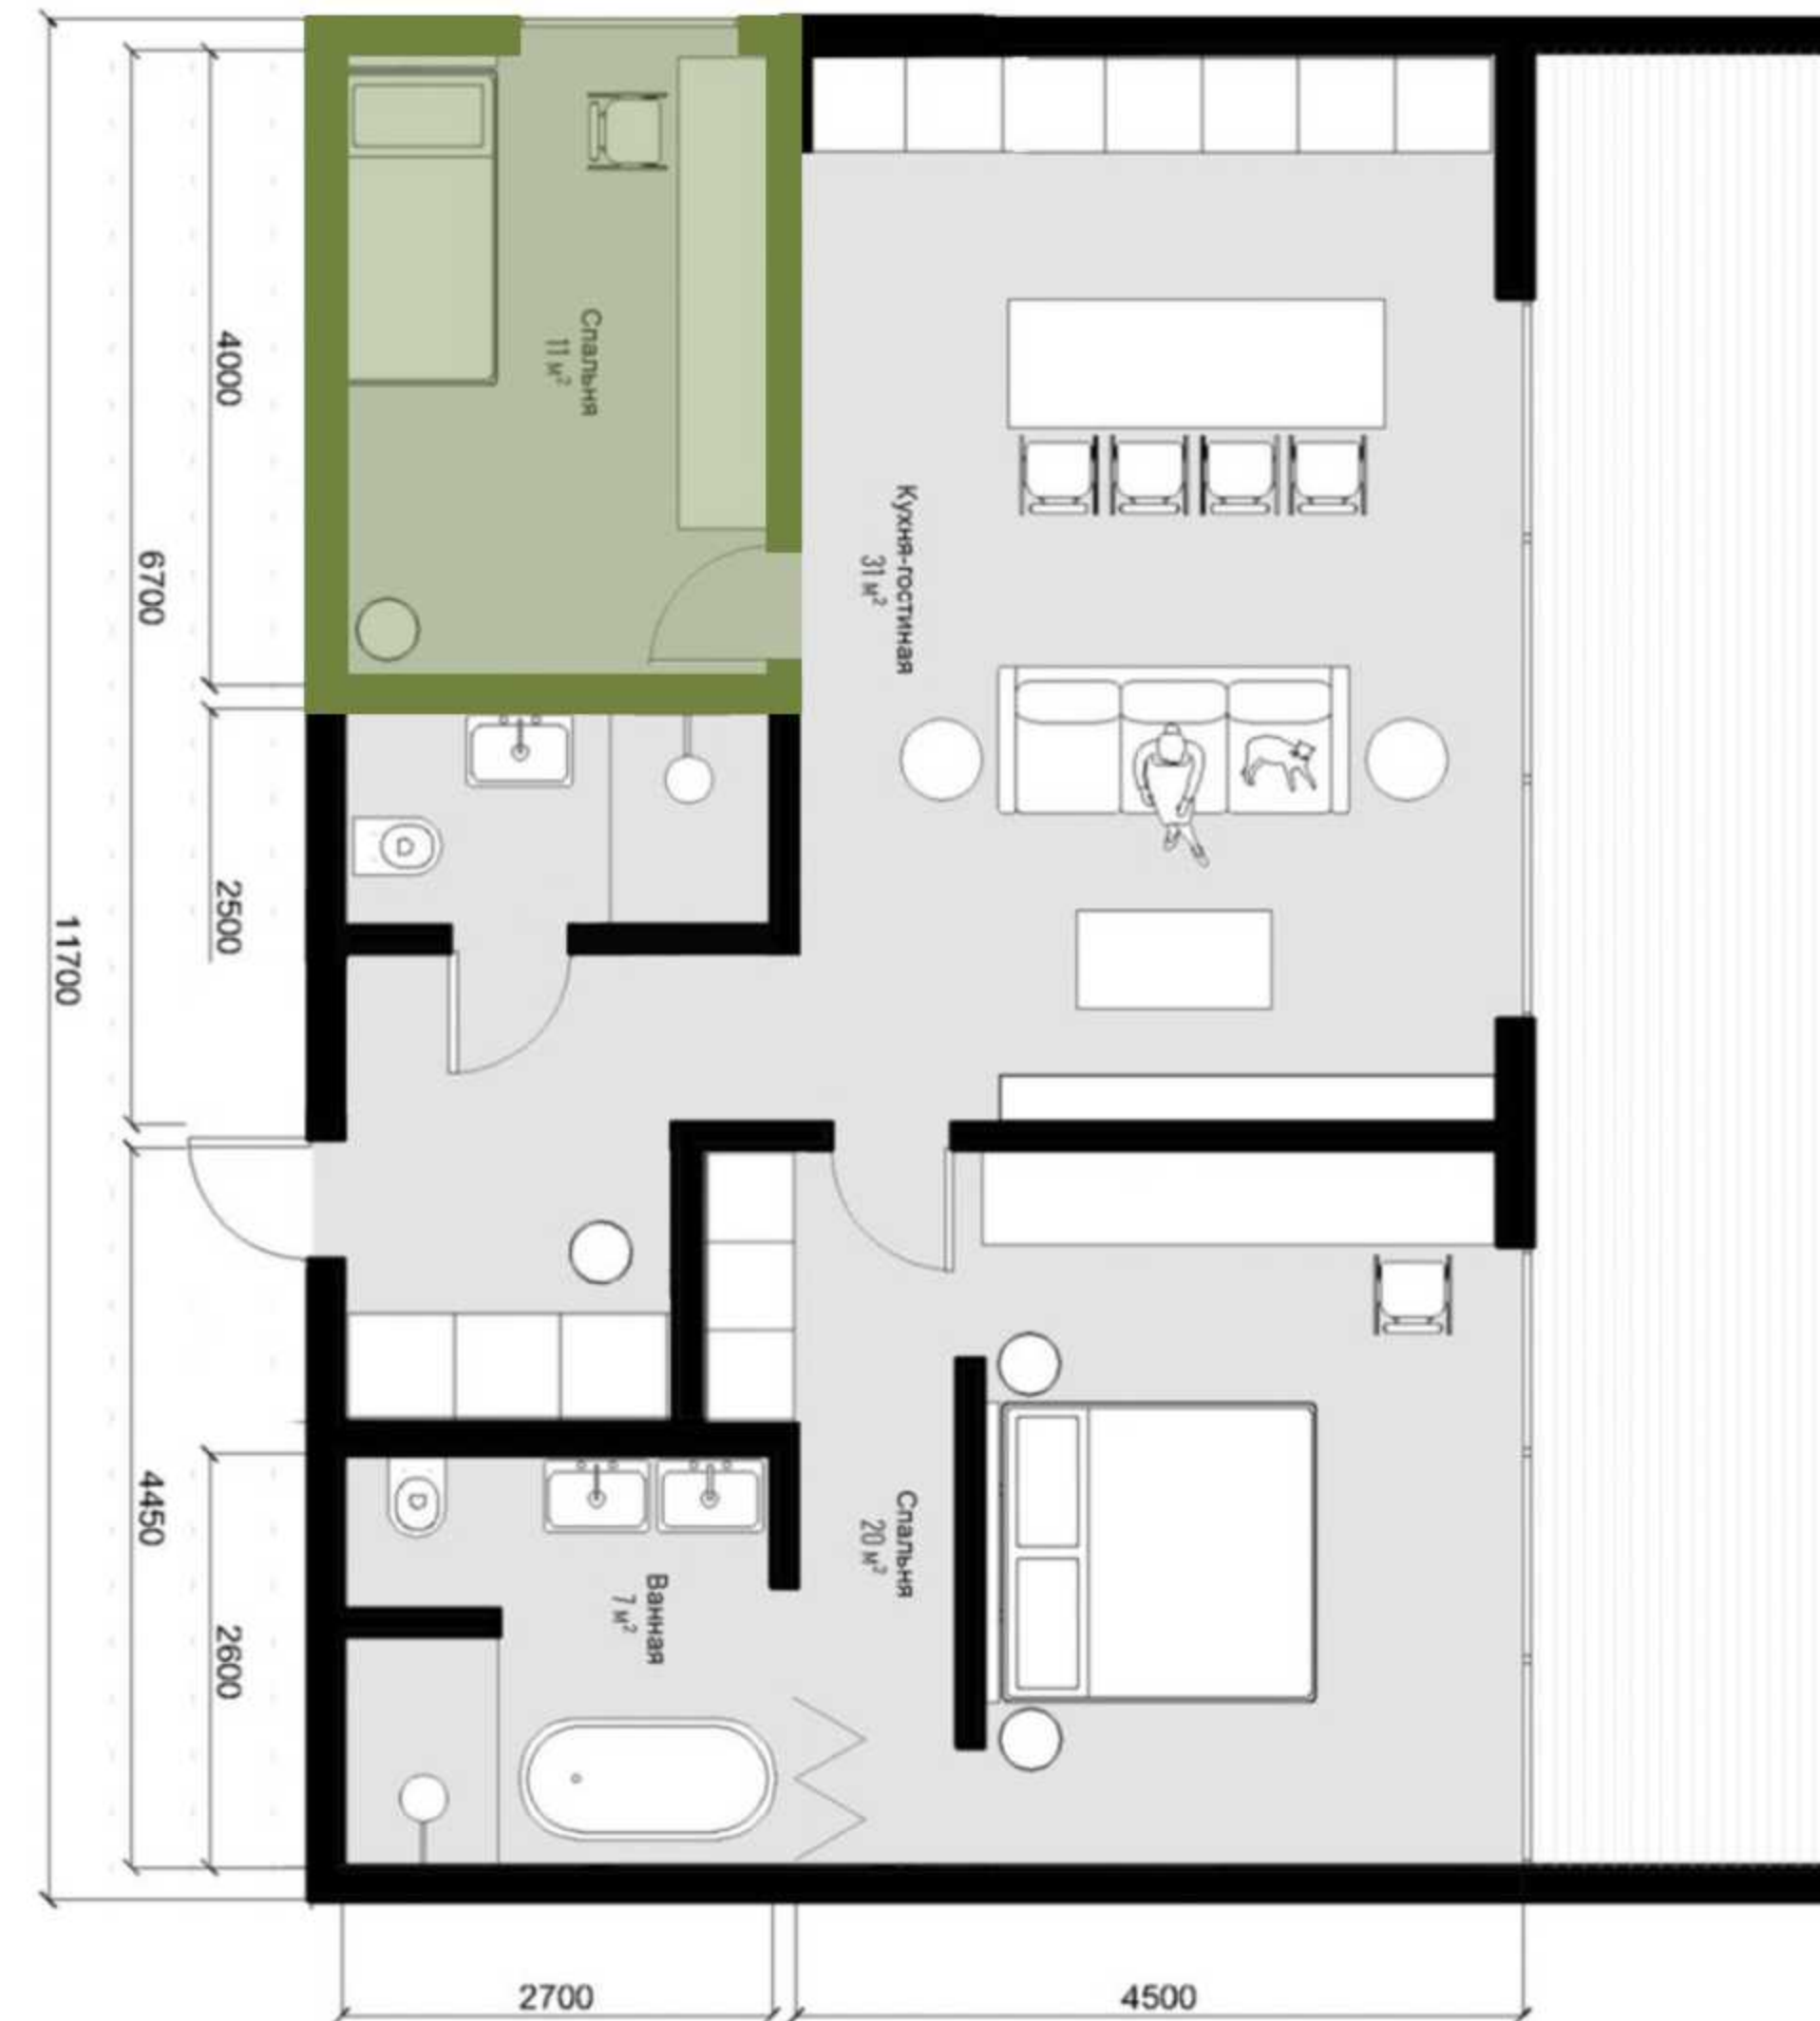 Спальня
11 м²
Кухня-гостиная
31 м²
Спальня
20 м²
Ванная
7 м²
4000
6700
2500
11700
4450
2600
2700
4500